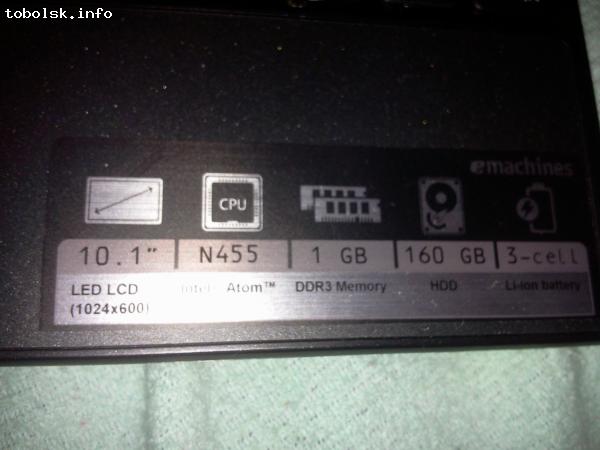 tobolsk.info
emachines
CPU
10.1" N455 1 GB 160 GB 3-cell
LED LCD Intel Atom™ DDR3 Memory HDD Li-ion battery
(1024x600)